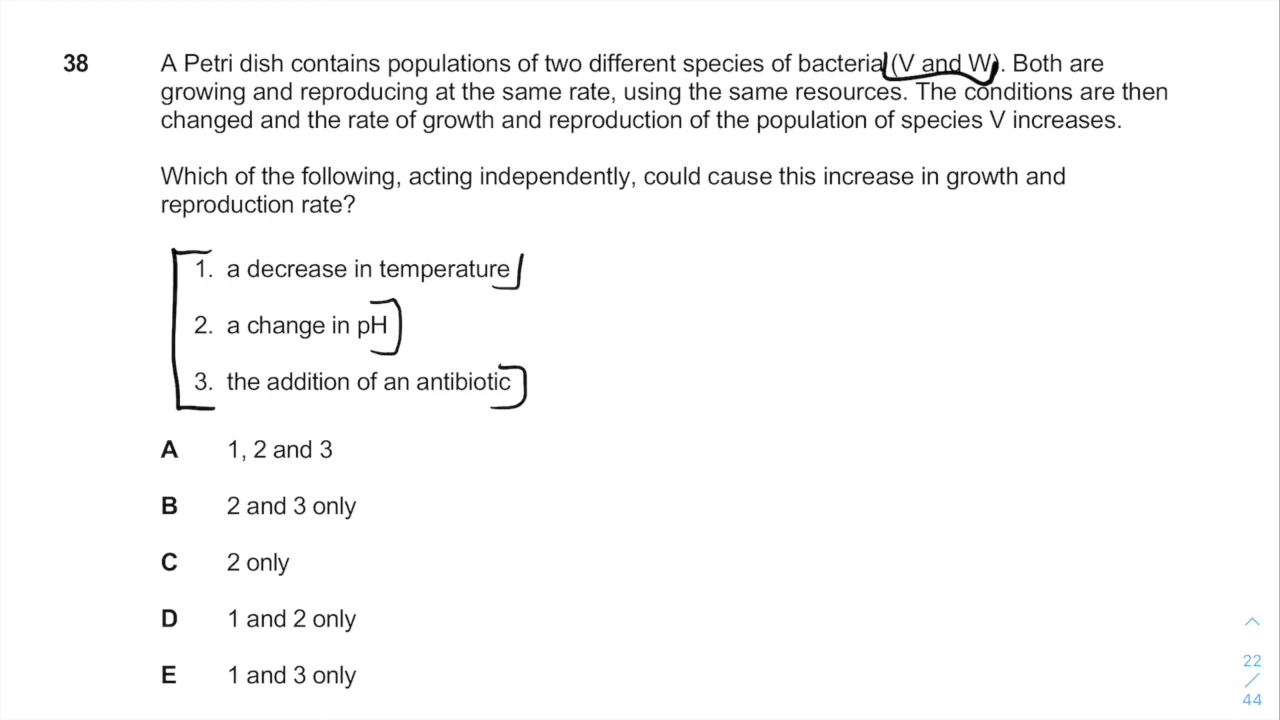 38 A Petri dish contains populations of two different species of bacteria (V and W). Both are
growing and reproducing at the same rate, using the same resources. The conditions are then
changed and the rate of growth and reproduction of the population of species V increases.
Which of the following, acting independently, could cause this increase in growth and
reproduction rate?
1. a decrease in temperature
2. a change in pH
3. the addition of an antibiotic
A 1, 2 and 3
B 2 and 3 only
C 2 only
D 1 and 2 only
E 1 and 3 only
22
/
44